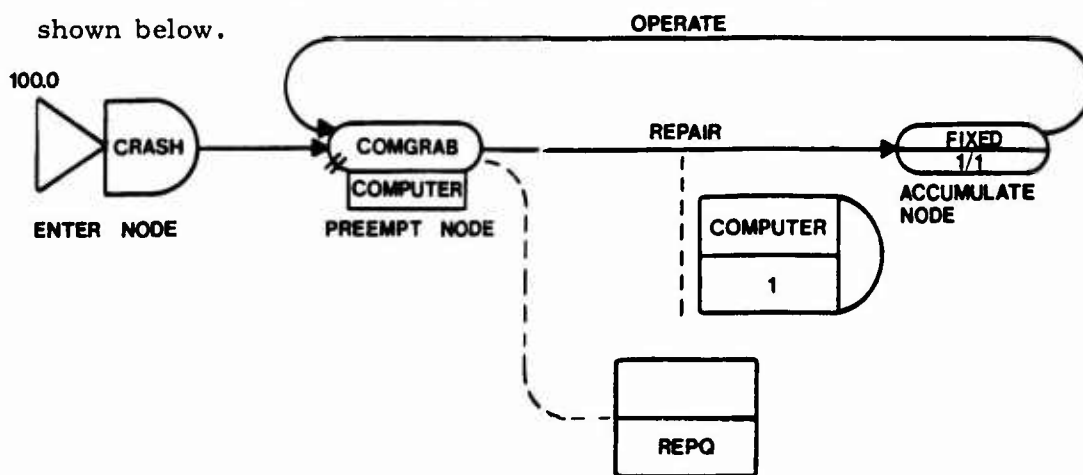 shown below.
OPERATE
100.0
CRASH
COMGRAB
REPAIR
FIXED
1/1
COMPUTER
ENTER NODE
PREEMPT NODE
ACCUMULATE
NODE
COMPUTER
1
REPQ